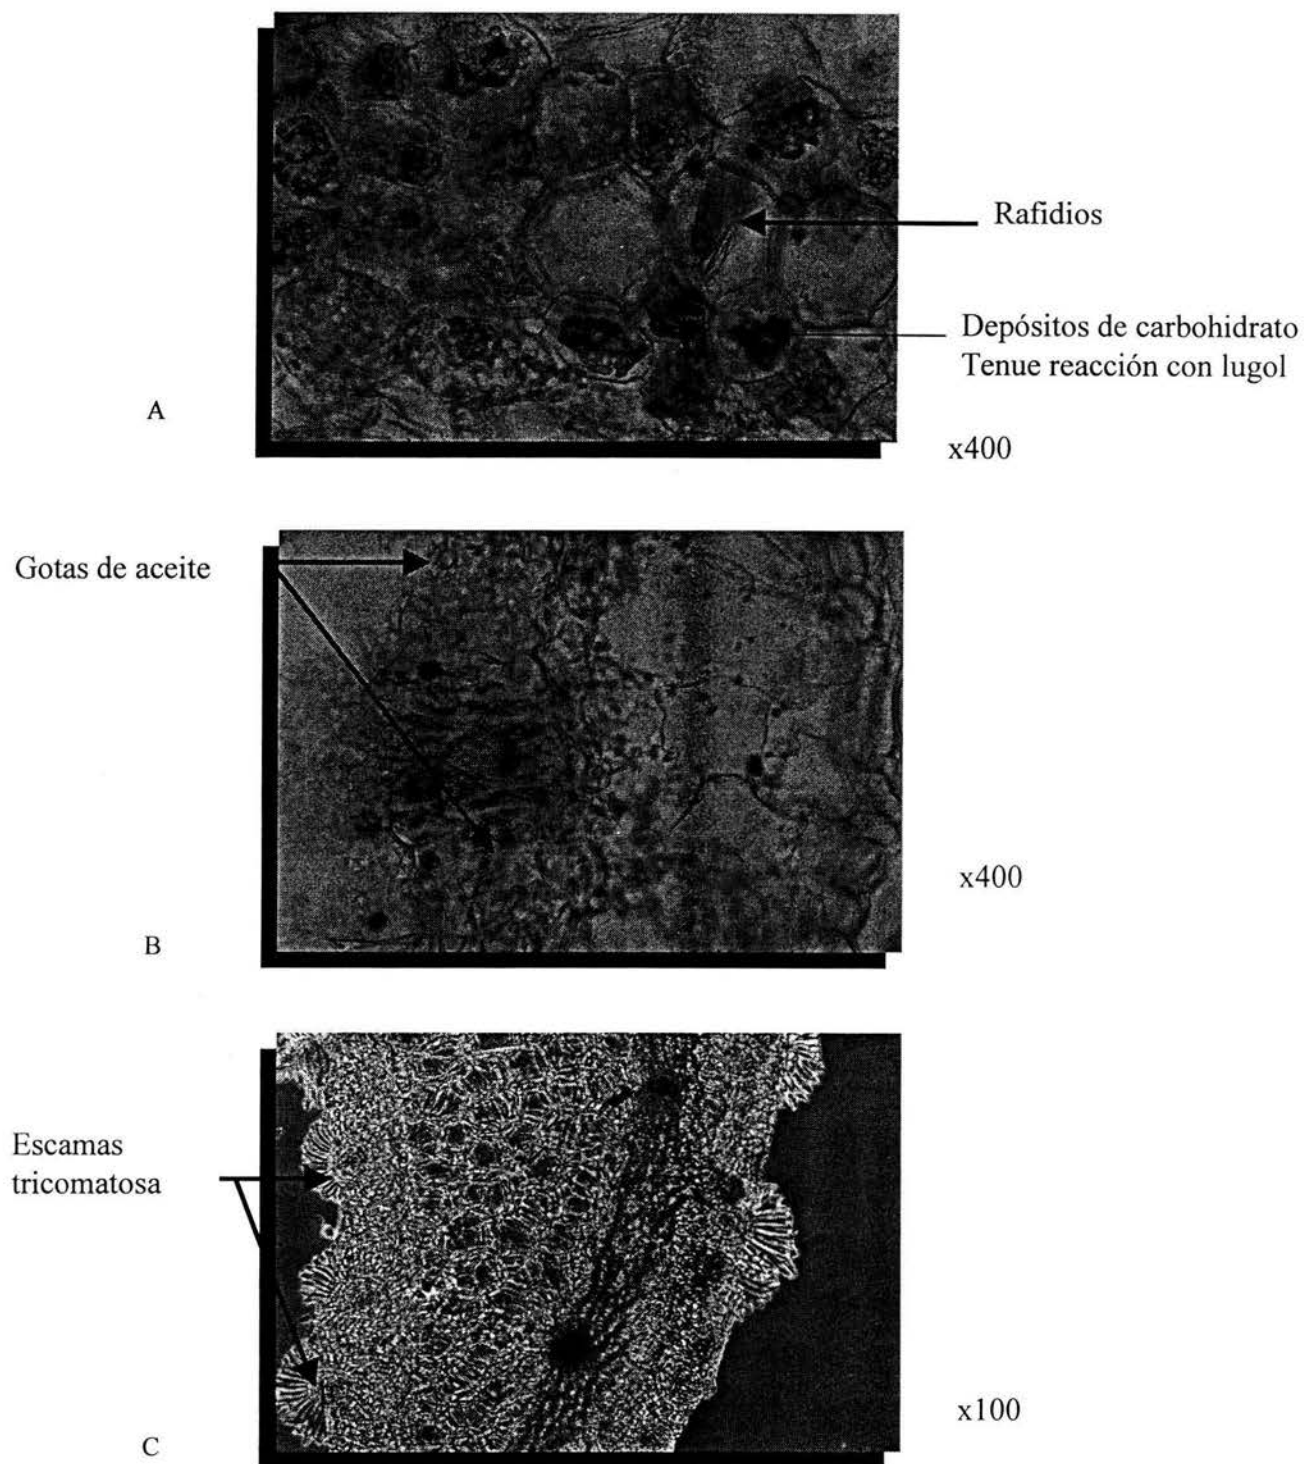 Rafidios
Depósitos de carbohidrato
Tenue reacción con lugol
A
x400
Gotas de aceite
x400
B
Escamas
tricomatosa
x100
C